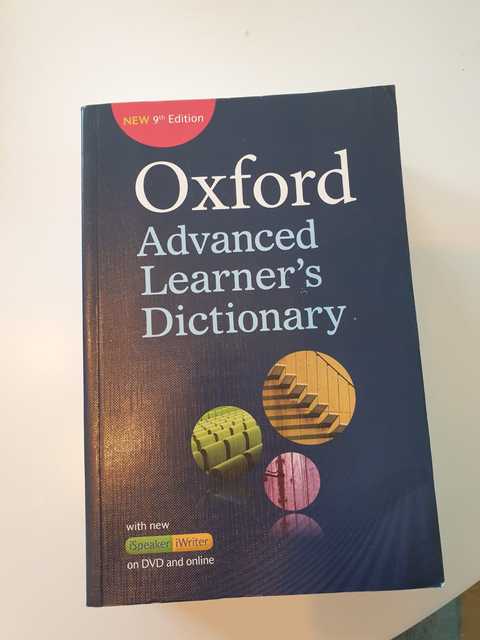 NEW 9th Edition
Oxford
Advanced
Learner's
Dictionary
with new
iSpeaker iWriter
on DVD and online